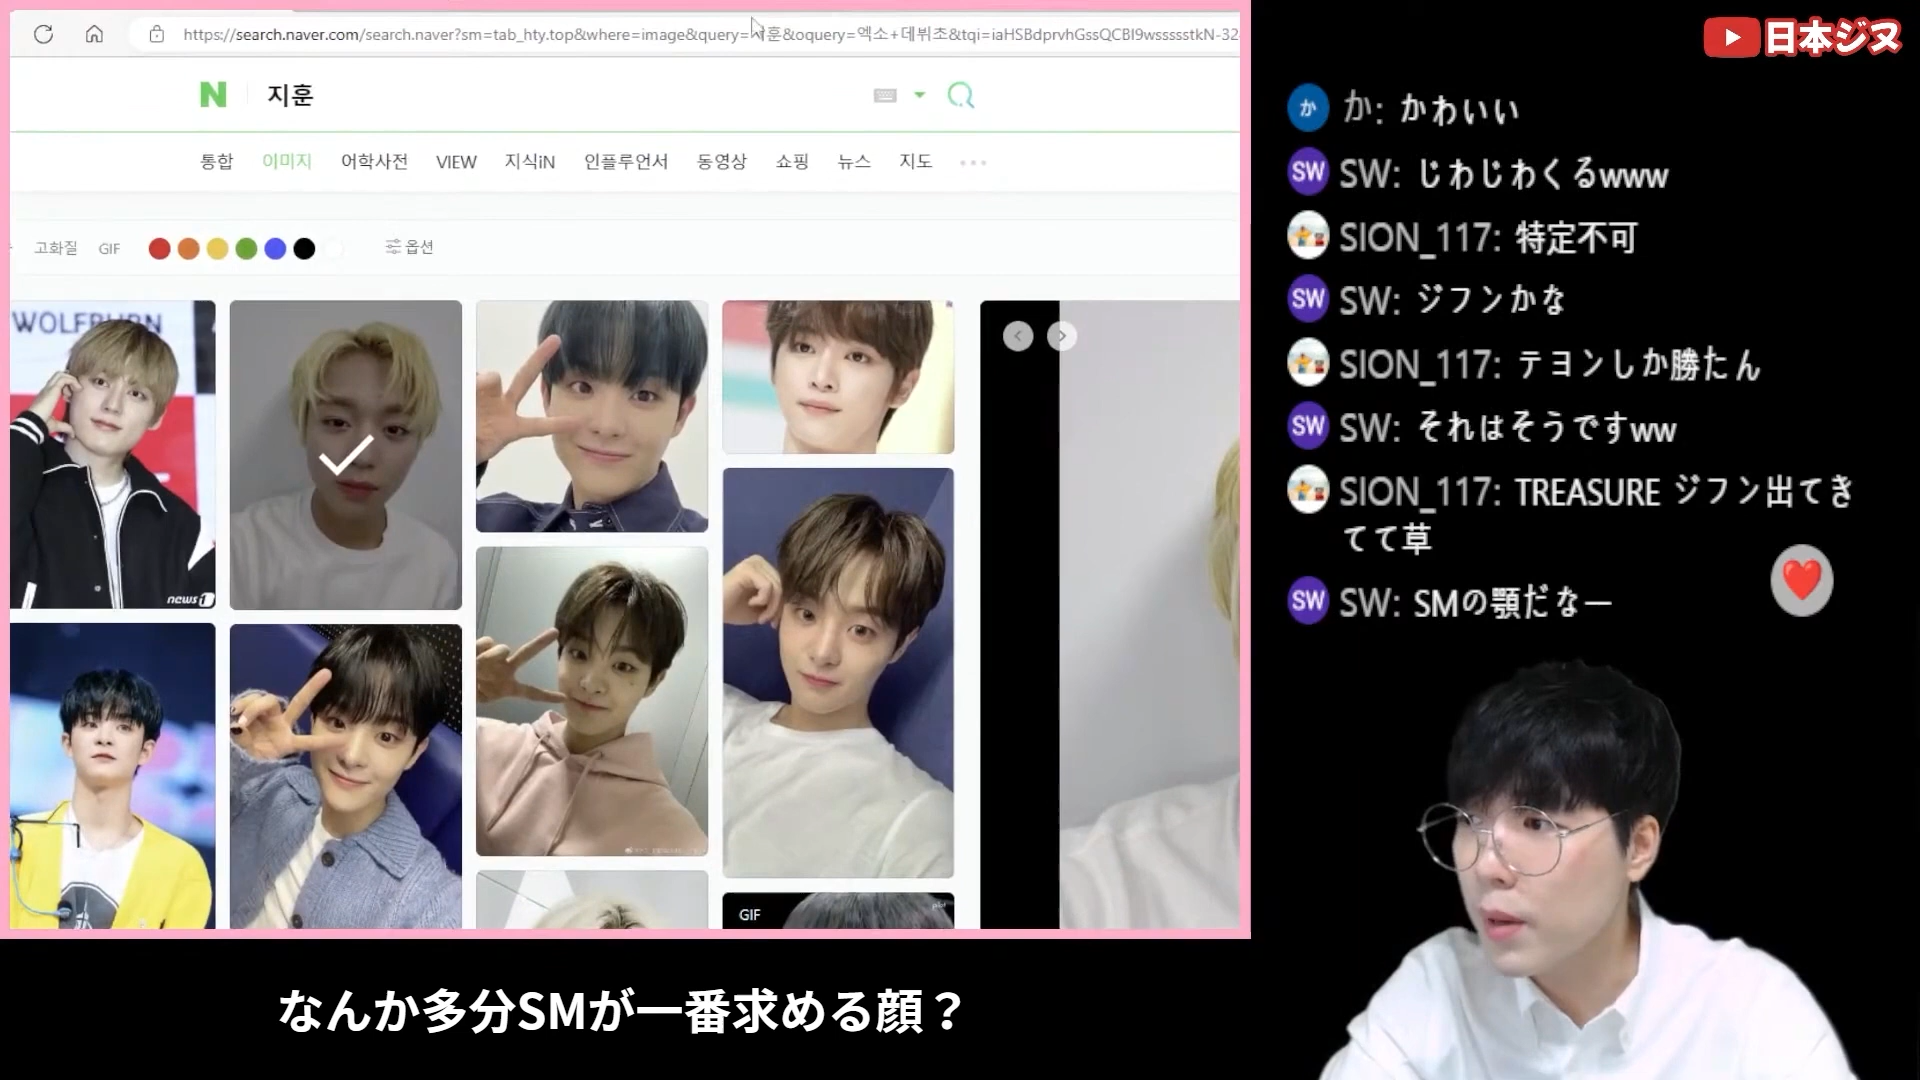 https://search.naver.com/search.naver?sm=tab_hty.top&where=image&query=지훈&oquery=엑소+데뷔초&tqi=iaHSBdprvhGssQCBI9wssssstkN-32
N 지훈
통합 이미지 어학사전 VIEW 지식iN 인플루언서 동영상 쇼핑 뉴스 지도
고화질 GIF 옵션
WOLFBURN
news1
GIF
日本ジヌ
か か: かわいい
SW SW: じわじわくるwww
SION_117: 特定不可
SW SW: ジフンかな
SION_117: テヨンしか勝たん
SW SW: それはそうですww
SION_117: TREASURE ジフン出てき
てて草
SW SW: SMの顎だなー
なんか多分SMが一番求める顔？